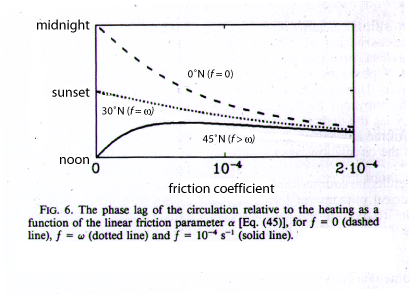 midnight
0°N (f= 0)
sunset
30°N (f= ω)
45°N (f> ω)
noon
0
10⁻⁴
2·10⁻⁴
friction coefficient
FIG. 6. The phase lag of the circulation relative to the heating as a
function of the linear friction parameter α [Eq. (45)], for f = 0 (dashed
line), f = ω (dotted line) and f = 10⁻⁴ s⁻¹ (solid line).